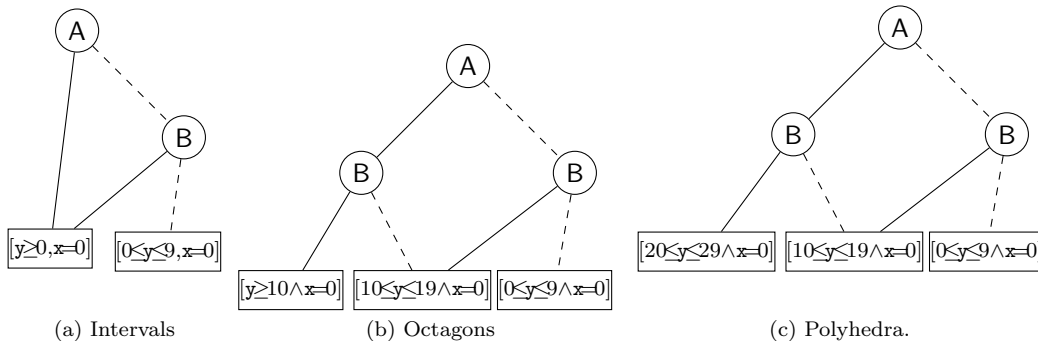 A
B
[y≥0,x=0]
[0≤y≤9,x=0]
(a) Intervals
A
B
B
[y≥10∧x=0]
[10≤y≤19∧x=0]
[0≤y≤9∧x=0]
(b) Octagons
A
B
B
[20≤y≤29∧x=0]
[10≤y≤19∧x=0]
[0≤y≤9∧x=0]
(c) Polyhedra.